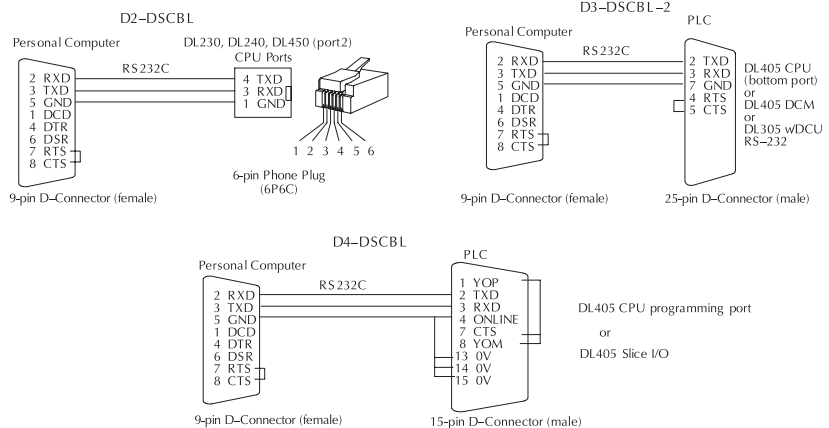 D2–DSCBL
Personal Computer
DL230, DL240, DL450 (port2)
CPU Ports
RS232C
2 RXD
3 TXD
5 GND
1 DCD
4 DTR
6 DSR
7 RTS
8 CTS
4 TXD
3 RXD
1 GND
1 2 3 4 5 6
6-pin Phone Plug
(6P6C)
9-pin D–Connector (female)
D3–DSCBL–2
Personal Computer
PLC
RS232C
2 RXD
3 TXD
5 GND
1 DCD
4 DTR
6 DSR
7 RTS
8 CTS
2 TXD
3 RXD
7 GND
4 RTS
5 CTS
DL405 CPU
(bottom port)
or
DL405 DCM
or
DL305 w⁄DCU
RS–232
9-pin D–Connector (female)
25-pin D–Connector (male)
D4–DSCBL
Personal Computer
PLC
RS232C
2 RXD
3 TXD
5 GND
1 DCD
4 DTR
6 DSR
7 RTS
8 CTS
1 YOP
2 TXD
3 RXD
4 ONLINE
7 CTS
8 YOM
13 0V
14 0V
15 0V
DL405 CPU programming port
or
DL405 Slice I/O
9-pin D–Connector (female)
15-pin D–Connector (male)